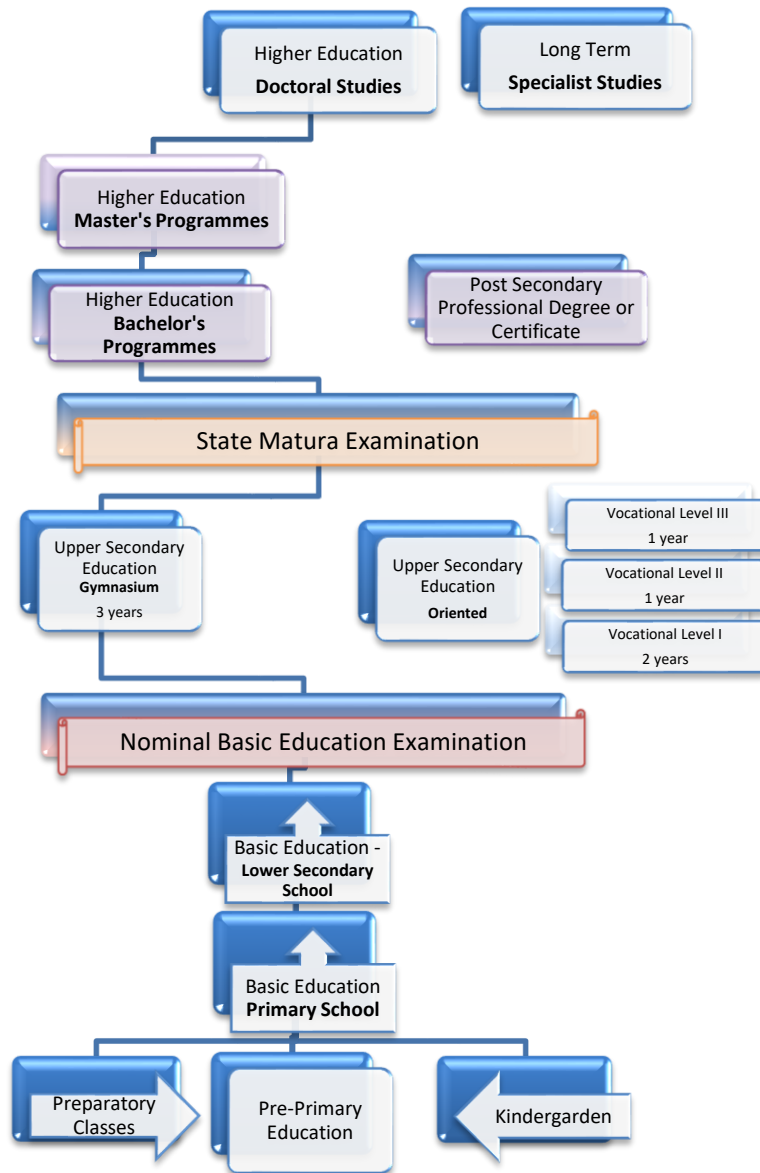 Higher Education
Doctoral Studies
Long Term
Specialist Studies
Higher Education
Master's Programmes
Higher Education
Bachelor's
Programmes
Post Secondary
Professional Degree or
Certificate
State Matura Examination
Upper Secondary
Education
Gymnasium
3 years
Upper Secondary
Education
Oriented
Vocational Level III
1 year
Vocational Level II
1 year
Vocational Level I
2 years
Nominal Basic Education Examination
Basic Education -
Lower Secondary
School
Basic Education
Primary School
Preparatory
Classes
Pre-Primary
Education
Kindergarden